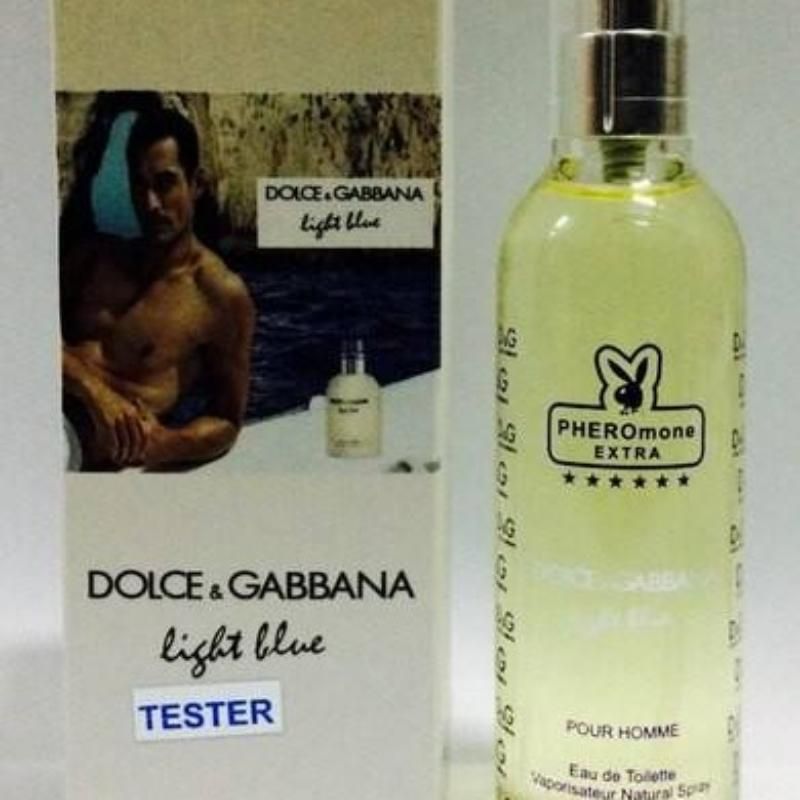 DOLCE & GABBANA
light blue
DOLCE & GABBANA
light blue
TESTER
PHEROmone
EXTRA
DOLCE & GABBANA
light blue
POUR HOMME
Eau de Toilette
Vaporisateur Natural Spray